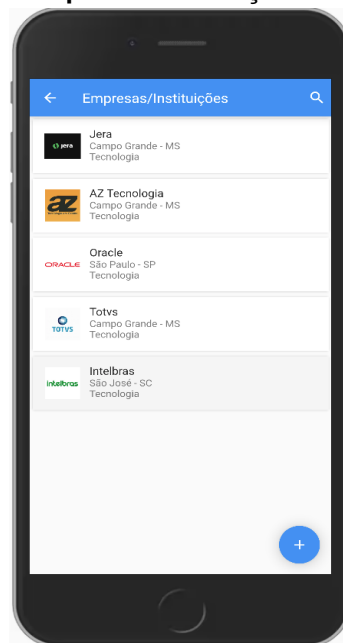 Empresas/Instituições
jera
Jera
Campo Grande - MS
Tecnologia
az
AZ Tecnologia
Campo Grande - MS
Tecnologia
ORACLE
Oracle
São Paulo - SP
Tecnologia
TOTVS
Totvs
Campo Grande - MS
Tecnologia
intelbras
Intelbras
São José - SC
Tecnologia
+